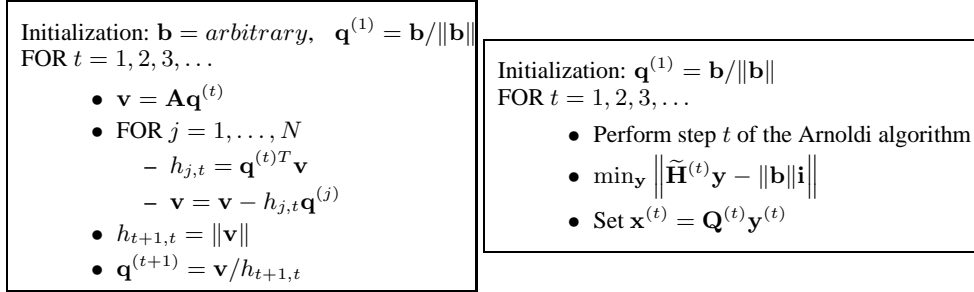 Initialization: b = arbitrary, q^(1) = b/‖b‖
FOR t = 1, 2, 3, . . .
• v = Aq^(t)
• FOR j = 1, . . . , N
– h_{j,t} = q^{(t)T} v
– v = v − h_{j,t} q^(j)
• h_{t+1,t} = ‖v‖
• q^(t+1) = v/h_{t+1,t}
Initialization: q^(1) = b/‖b‖
FOR t = 1, 2, 3, . . .
• Perform step t of the Arnoldi algorithm
• min_y ‖H̃^(t) y − ‖b‖i‖
• Set x^(t) = Q^(t) y^(t)